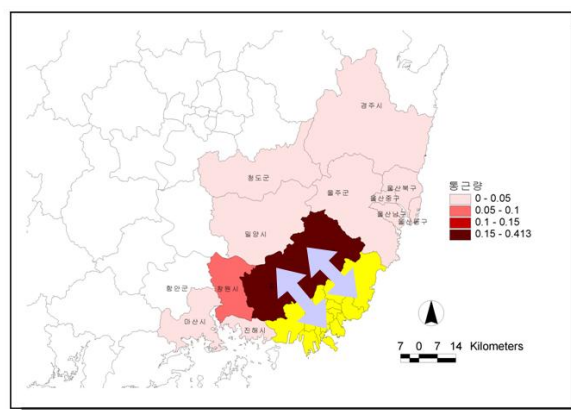 경주시
청도군
울주군
울산북구
울산중구
울산남구
울산동구
밀양시
창원시
함안군
마산시
진해시
통근량
0 - 0.05
0.05 - 0.1
0.1 - 0.15
0.15 - 0.413
7 0 7 14 Kilometers